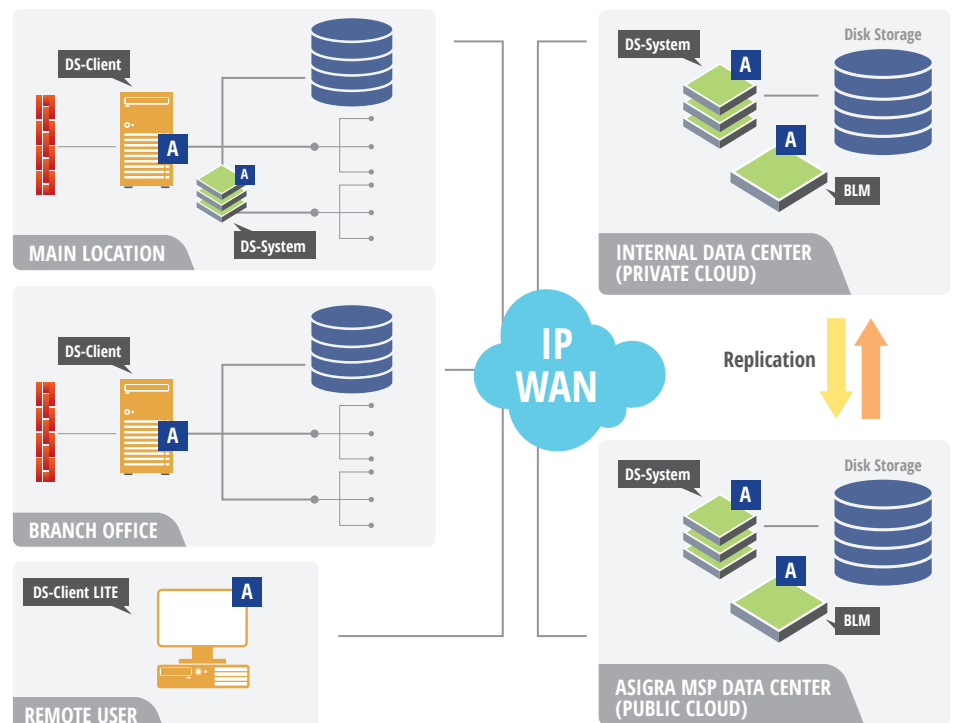 DS-Client
A
A
DS-System
MAIN LOCATION
DS-Client
A
BRANCH OFFICE
DS-Client LITE
A
REMOTE USER
IP
WAN
Disk Storage
DS-System
A
A
BLM
INTERNAL DATA CENTER
(PRIVATE CLOUD)
Replication
Disk Storage
DS-System
A
A
BLM
ASIGRA MSP DATA CENTER
(PUBLIC CLOUD)